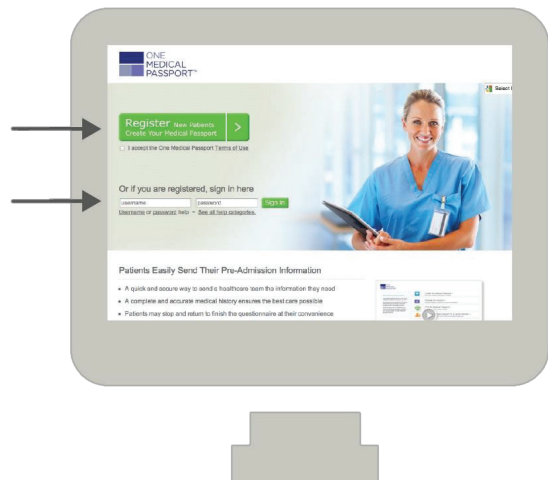 ONE
MEDICAL
PASSPORT™
Select
Register New Patients
Create Your Medical Passport
>
I accept the One Medical Passport Terms of Use
Or if you are registered, sign in here
username password Sign In
Username or password help - See all help categories.
Patients Easily Send Their Pre-Admission Information
• A quick and secure way to send a healthcare team the information they need
• A complete and accurate medical history ensures the best care possible
• Patients may stop and return to finish the questionnaire at their convenience